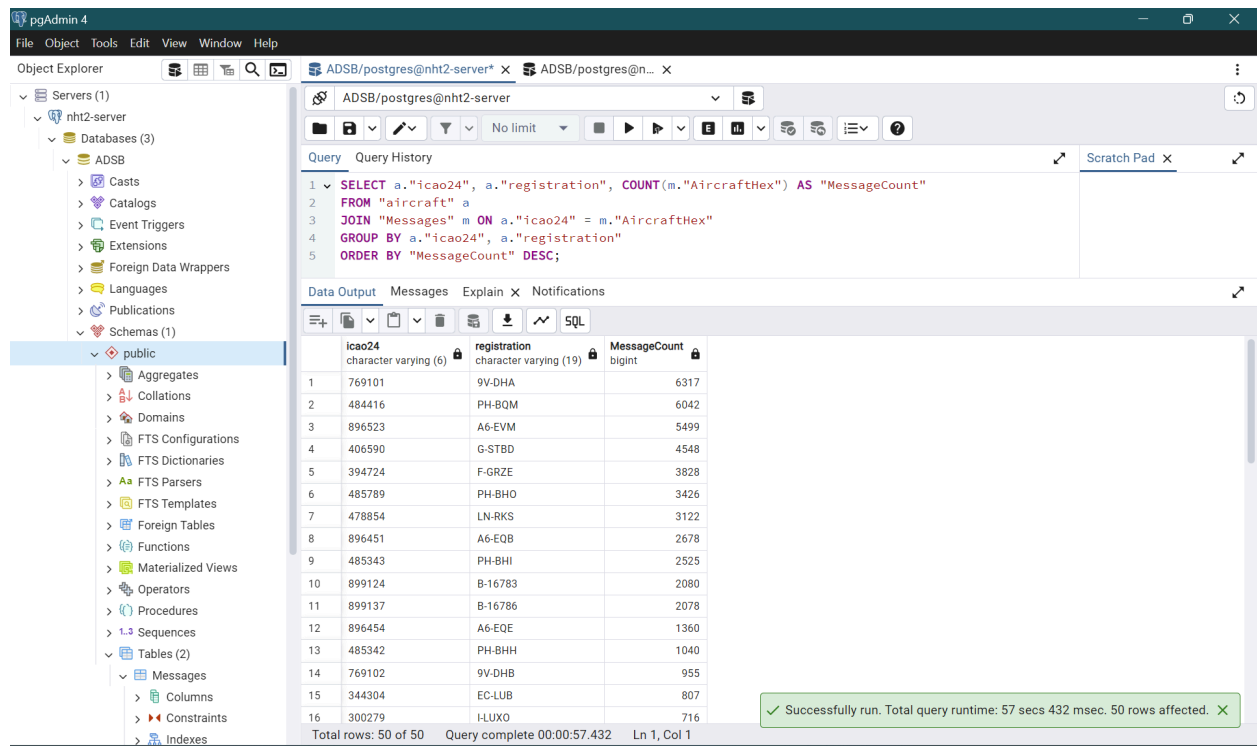 pgAdmin 4
File Object Tools Edit View Window Help
Object Explorer
Servers (1)
nht2-server
Databases (3)
ADSB
Casts
Catalogs
Event Triggers
Extensions
Foreign Data Wrappers
Languages
Publications
Schemas (1)
public
Aggregates
Collations
Domains
FTS Configurations
FTS Dictionaries
FTS Parsers
FTS Templates
Foreign Tables
Functions
Materialized Views
Operators
Procedures
Sequences
Tables (2)
Messages
Columns
Constraints
Indexes
ADSB/postgres@nht2-server* ADSB/postgres@n...
ADSB/postgres@nht2-server
No limit
Query Query History
Scratch Pad
1 SELECT a."icao24", a."registration", COUNT(m."AircraftHex") AS "MessageCount"
2 FROM "aircraft" a
3 JOIN "Messages" m ON a."icao24" = m."AircraftHex"
4 GROUP BY a."icao24", a."registration"
5 ORDER BY "MessageCount" DESC;
Data Output Messages Explain Notifications
SQL
icao24 registration MessageCount
character varying (6) character varying (19) bigint
1 769101 9V-DHA 6317
2 484416 PH-BQM 6042
3 896523 A6-EVM 5499
4 406590 G-STBD 4548
5 394724 F-GRZE 3828
6 485789 PH-BHO 3426
7 478854 LN-RKS 3122
8 896451 A6-EQB 2678
9 485343 PH-BHI 2525
10 899124 B-16783 2080
11 899137 B-16786 2078
12 896454 A6-EQE 1360
13 485342 PH-BHH 1040
14 769102 9V-DHB 955
15 344304 EC-LUB 807
16 300279 I-LUXO 716
Successfully run. Total query runtime: 57 secs 432 msec. 50 rows affected.
Total rows: 50 of 50 Query complete 00:00:57.432 Ln 1, Col 1